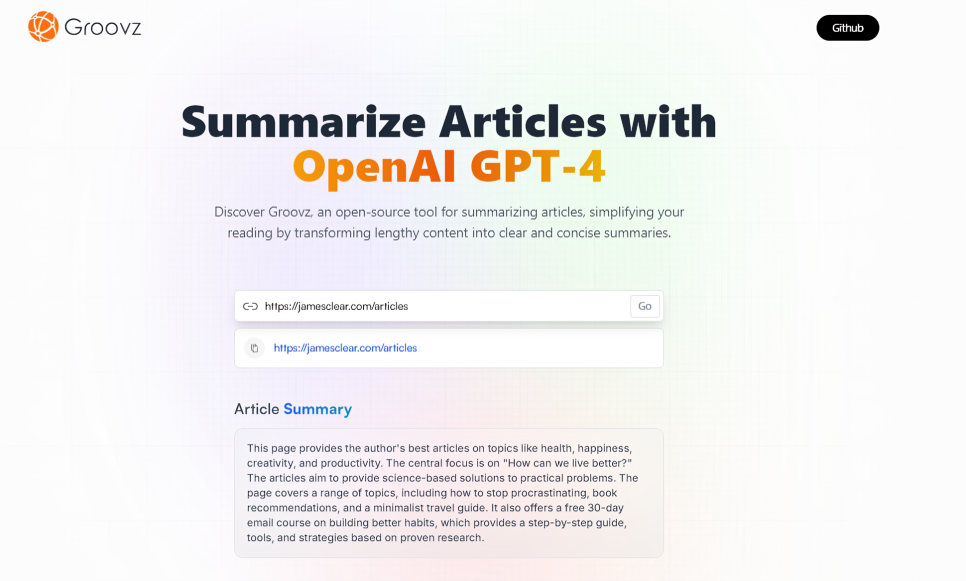 Groovz
Github
Summarize Articles with
OpenAI GPT-4
Discover Groovz, an open-source tool for summarizing articles, simplifying your
reading by transforming lengthy content into clear and concise summaries.
https://jamesclear.com/articles
Go
https://jamesclear.com/articles
Article Summary
This page provides the author's best articles on topics like health, happiness,
creativity, and productivity. The central focus is on "How can we live better?"
The articles aim to provide science-based solutions to practical problems. The
page covers a range of topics, including how to stop procrastinating, book
recommendations, and a minimalist travel guide. It also offers a free 30-day
email course on building better habits, which provides a step-by-step guide,
tools, and strategies based on proven research.